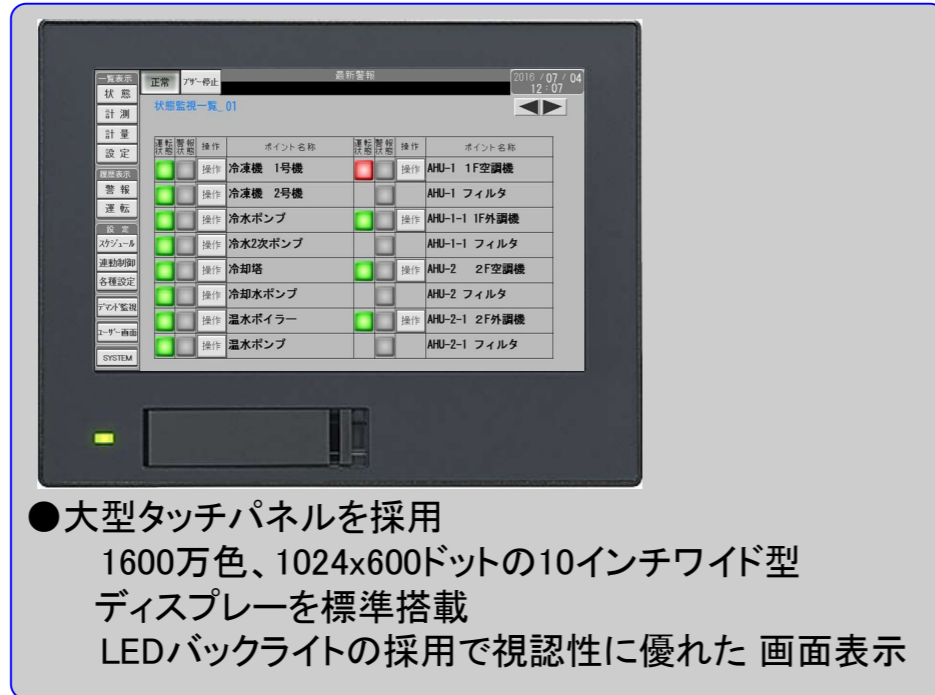 一覧表示
状 態
計 測
計 量
設 定
履歴表示
警 報
運 転
設 定
スケジュール
連動制御
各種設定
デマンド監視
ユーザー画面
SYSTEM
正常 ブザー停止
最新警報
2016 / 07 / 04
12 : 07
状態監視一覧_01
運転状態 警報状態 操作 ポイント名称 運転状態 警報状態 操作 ポイント名称
操作 冷凍機 1号機 操作 AHU-1 1F空調機
操作 冷凍機 2号機 AHU-1 フィルタ
操作 冷水ポンプ 操作 AHU-1-1 1F外調機
操作 冷水2次ポンプ AHU-1-1 フィルタ
操作 冷却塔 操作 AHU-2 2F空調機
操作 冷却水ポンプ AHU-2 フィルタ
操作 温水ボイラー 操作 AHU-2-1 2F外調機
操作 温水ポンプ AHU-2-1 フィルタ
●大型タッチパネルを採用
1600万色、1024x600ドットの10インチワイド型
ディスプレーを標準搭載
LEDバックライトの採用で視認性に優れた 画面表示